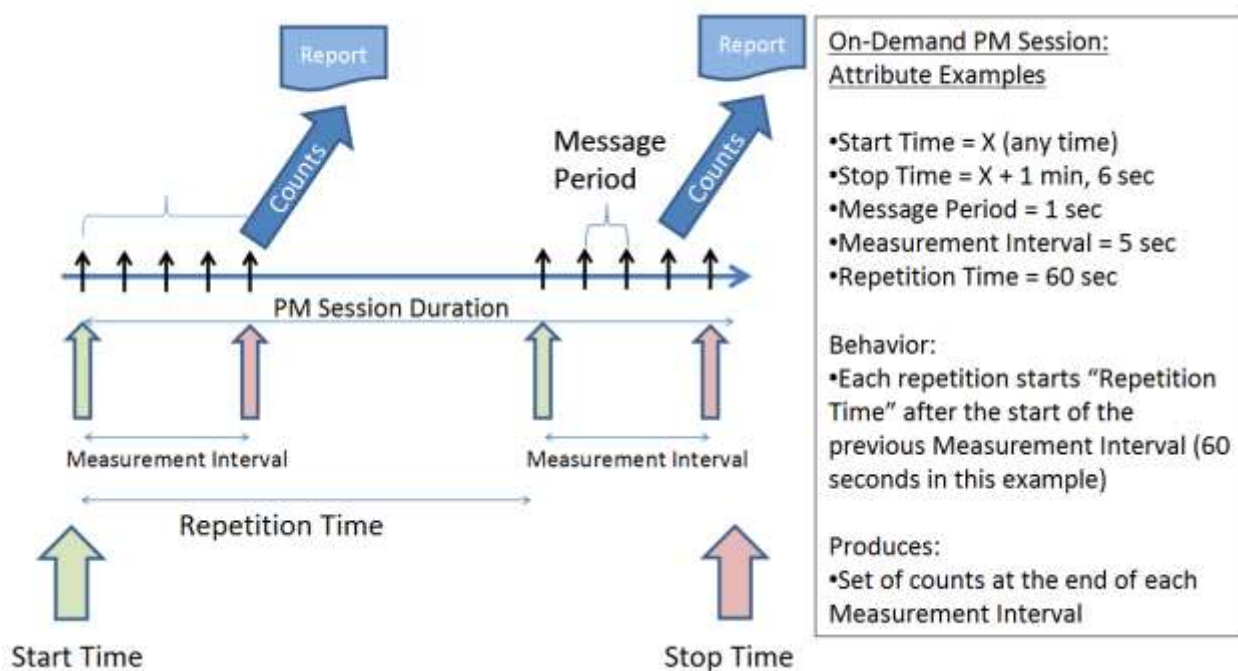 Report
Report
Counts
Message
Period
Counts
PM Session Duration
Measurement Interval
Measurement Interval
Repetition Time
Start Time
Stop Time
On-Demand PM Session:
Attribute Examples
•Start Time = X (any time)
•Stop Time = X + 1 min, 6 sec
•Message Period = 1 sec
•Measurement Interval = 5 sec
•Repetition Time = 60 sec
Behavior:
•Each repetition starts “Repetition
Time” after the start of the
previous Measurement Interval (60
seconds in this example)
Produces:
•Set of counts at the end of each
Measurement Interval